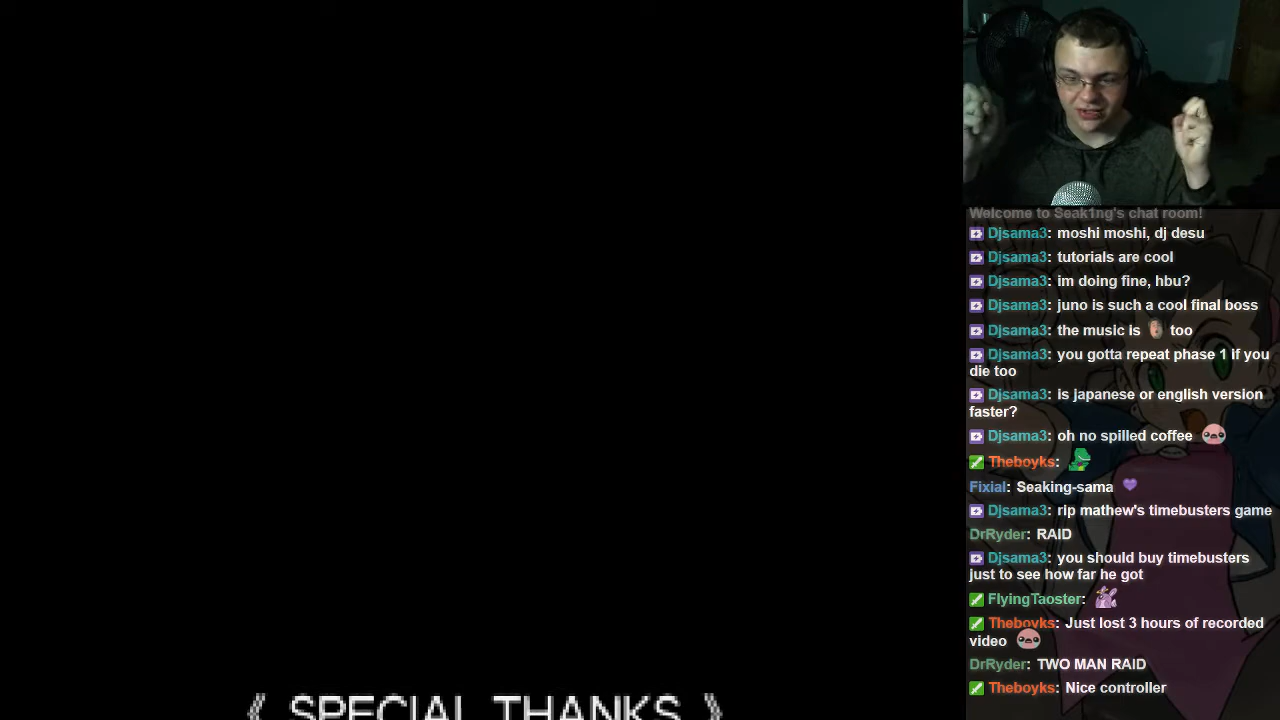 Welcome to Seak1ng's chat room!
Djsama3: moshi moshi, dj desu
Djsama3: tutorials are cool
Djsama3: im doing fine, hbu?
Djsama3: juno is such a cool final boss
Djsama3: the music is too
Djsama3: you gotta repeat phase 1 if you
die too
Djsama3: is japanese or english version
faster?
Djsama3: oh no spilled coffee
Theboyks:
Fixial: Seaking-sama
Djsama3: rip mathew's timebusters game
DrRyder: RAID
Djsama3: you should buy timebusters
just to see how far he got
FlyingTaoster:
Theboyks: Just lost 3 hours of recorded
video
DrRyder: TWO MAN RAID
Theboyks: Nice controller
《 SPECIAL THANKS 》